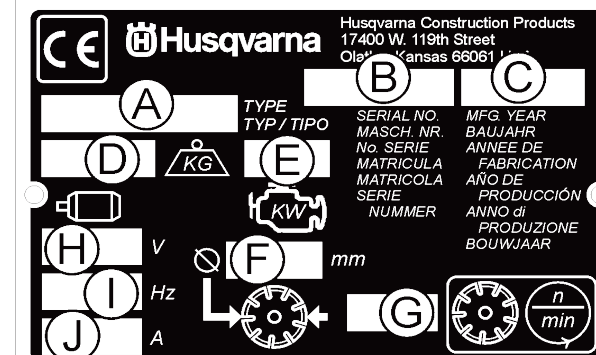 CE
Husqvarna
Husqvarna Construction Products
17400 W. 119th Street
Kansas 66061
A
TYPE
TYP / TIPO
B
SERIAL NO.
MASCH. NR.
No. SERIE
MATRICULA
MATRICOLA
SERIE
NUMMER
C
MFG. YEAR
BAUJAHR
ANNEE DE
FABRICATION
AÑO DE
PRODUCCIÓN
ANNO di
PRODUZIONE
BOUWJAAR
D
KG
E
KW
H
V
F
mm
I
Hz
G
n
min
J
A